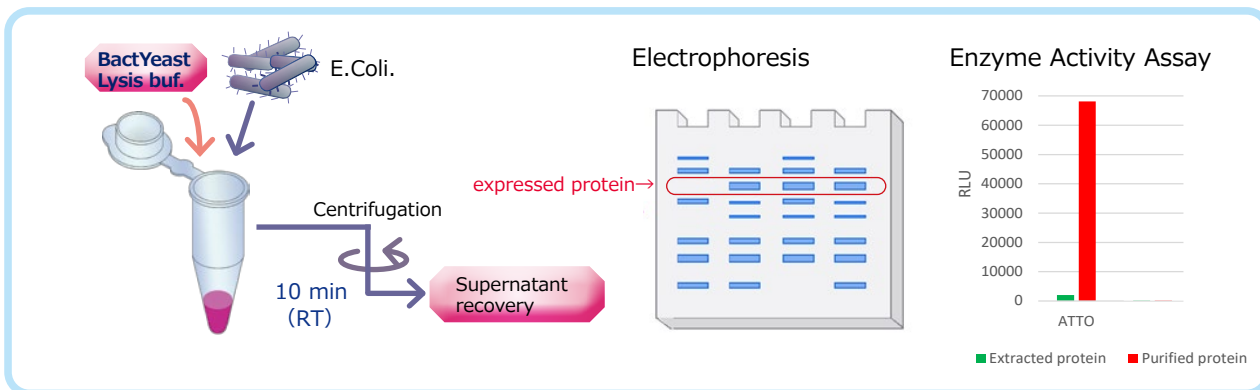 BactYeast
Lysis buf.
E.Coli.
Centrifugation
10 min
(RT)
Supernatant
recovery
Electrophoresis
expressed protein→
Enzyme Activity Assay
70000
60000
50000
40000
30000
20000
10000
0
RLU
ATTO
Extracted protein
Purified protein